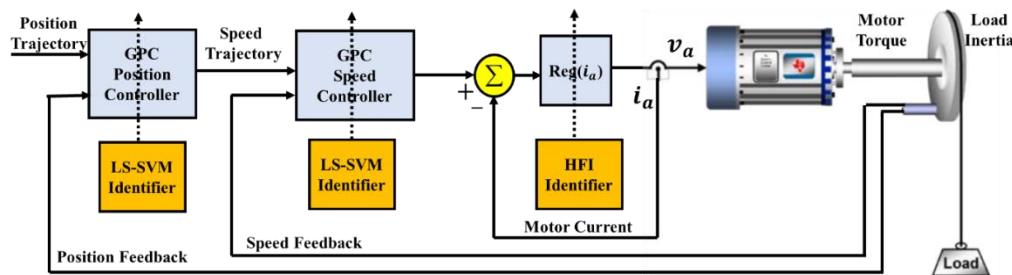 Position
Trajectory
GPC
Position
Controller
Speed
Trajectory
GPC
Speed
Controller
Σ
+
−
Reg(iₐ)
vₐ
iₐ
Motor
Torque
Load
Inertia
LS-SVM
Identifier
LS-SVM
Identifier
HFI
Identifier
Motor Current
Speed Feedback
Position Feedback
Load